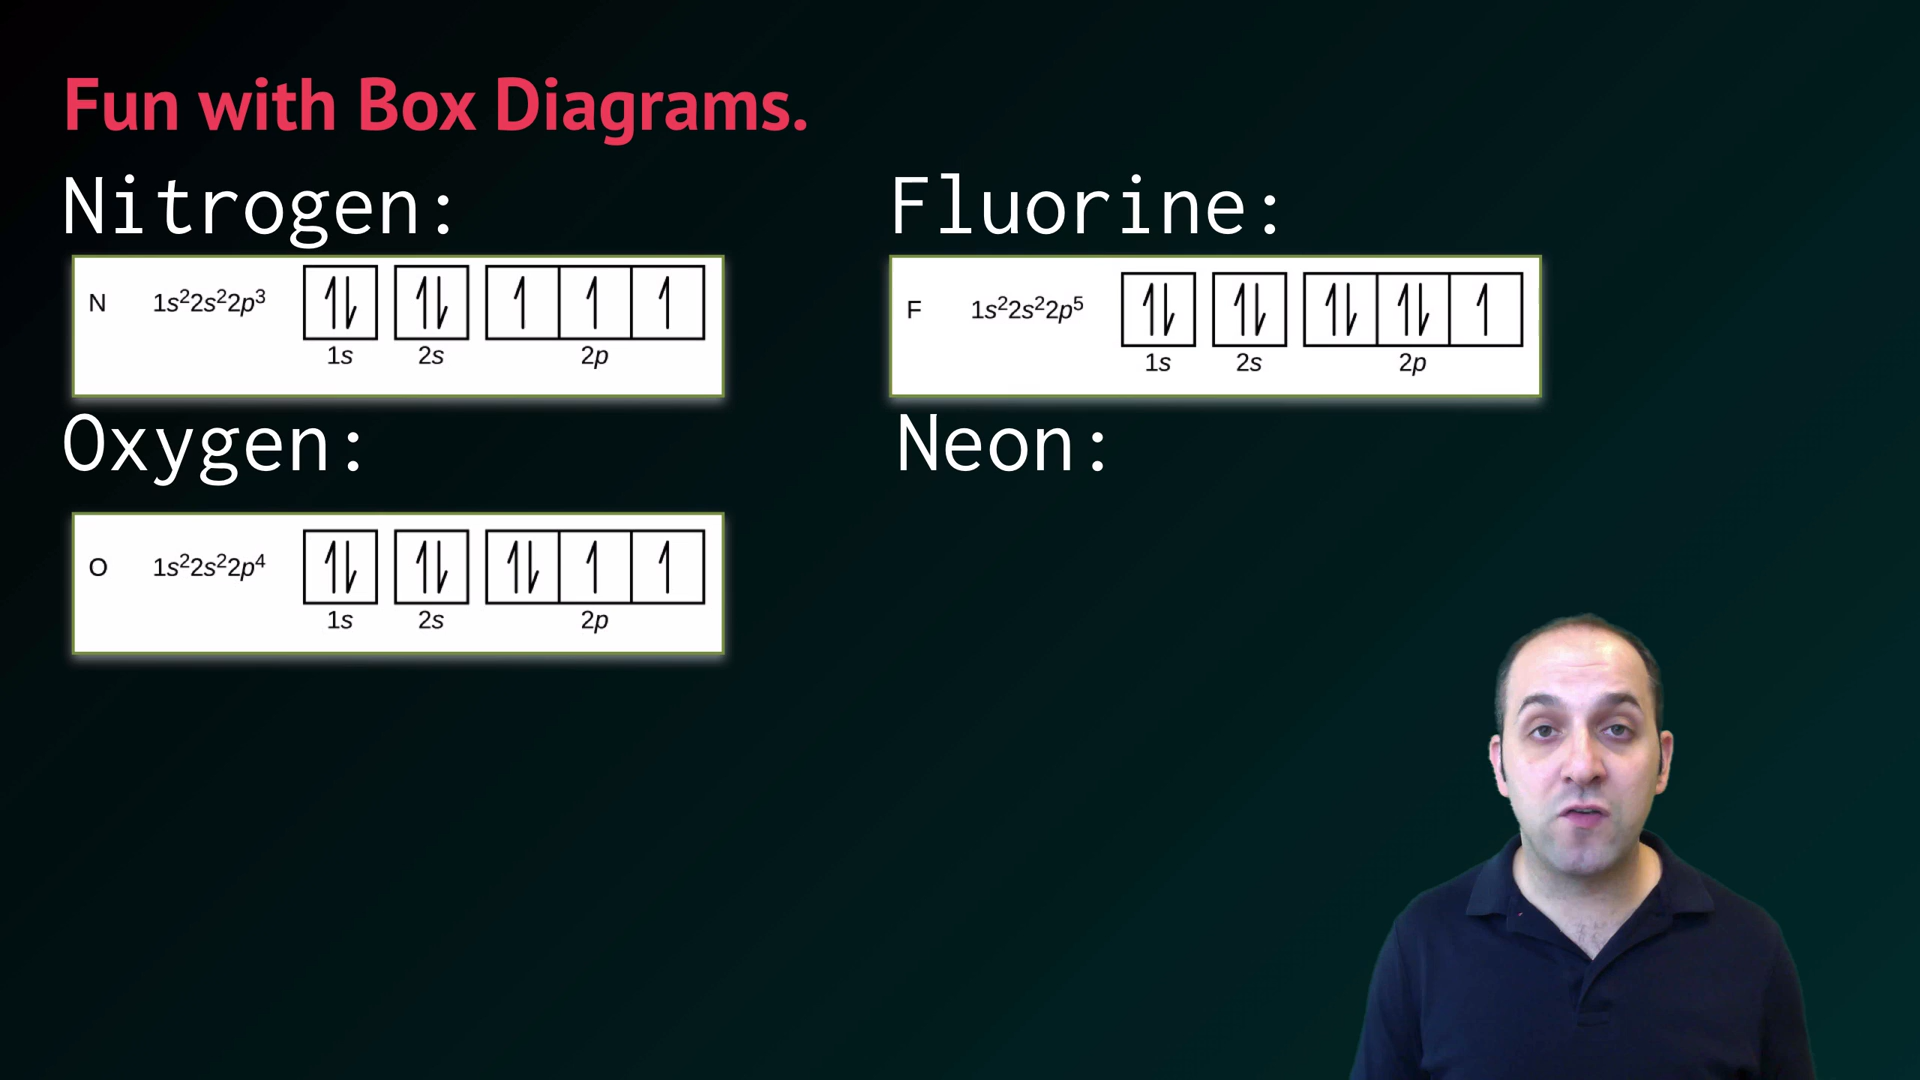 Fun with Box Diagrams.
Nitrogen:
N 1s²2s²2p³
1s 2s 2p
Oxygen:
O 1s²2s²2p⁴
1s 2s 2p
Fluorine:
F 1s²2s²2p⁵
1s 2s 2p
Neon: